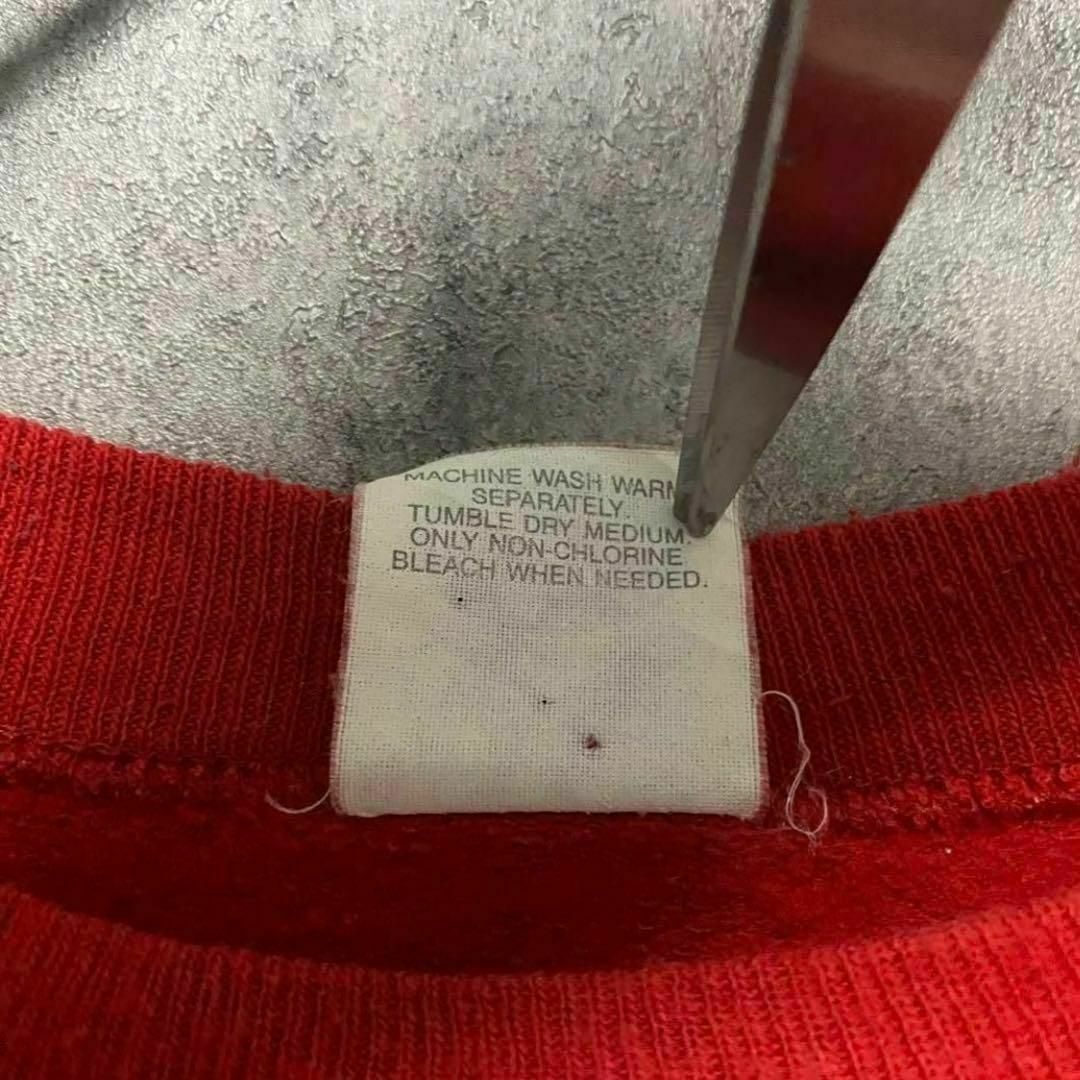 MACHINE WASH WARM
SEPARATELY.
TUMBLE DRY MEDIUM.
ONLY NON-CHLORINE
BLEACH WHEN NEEDED.